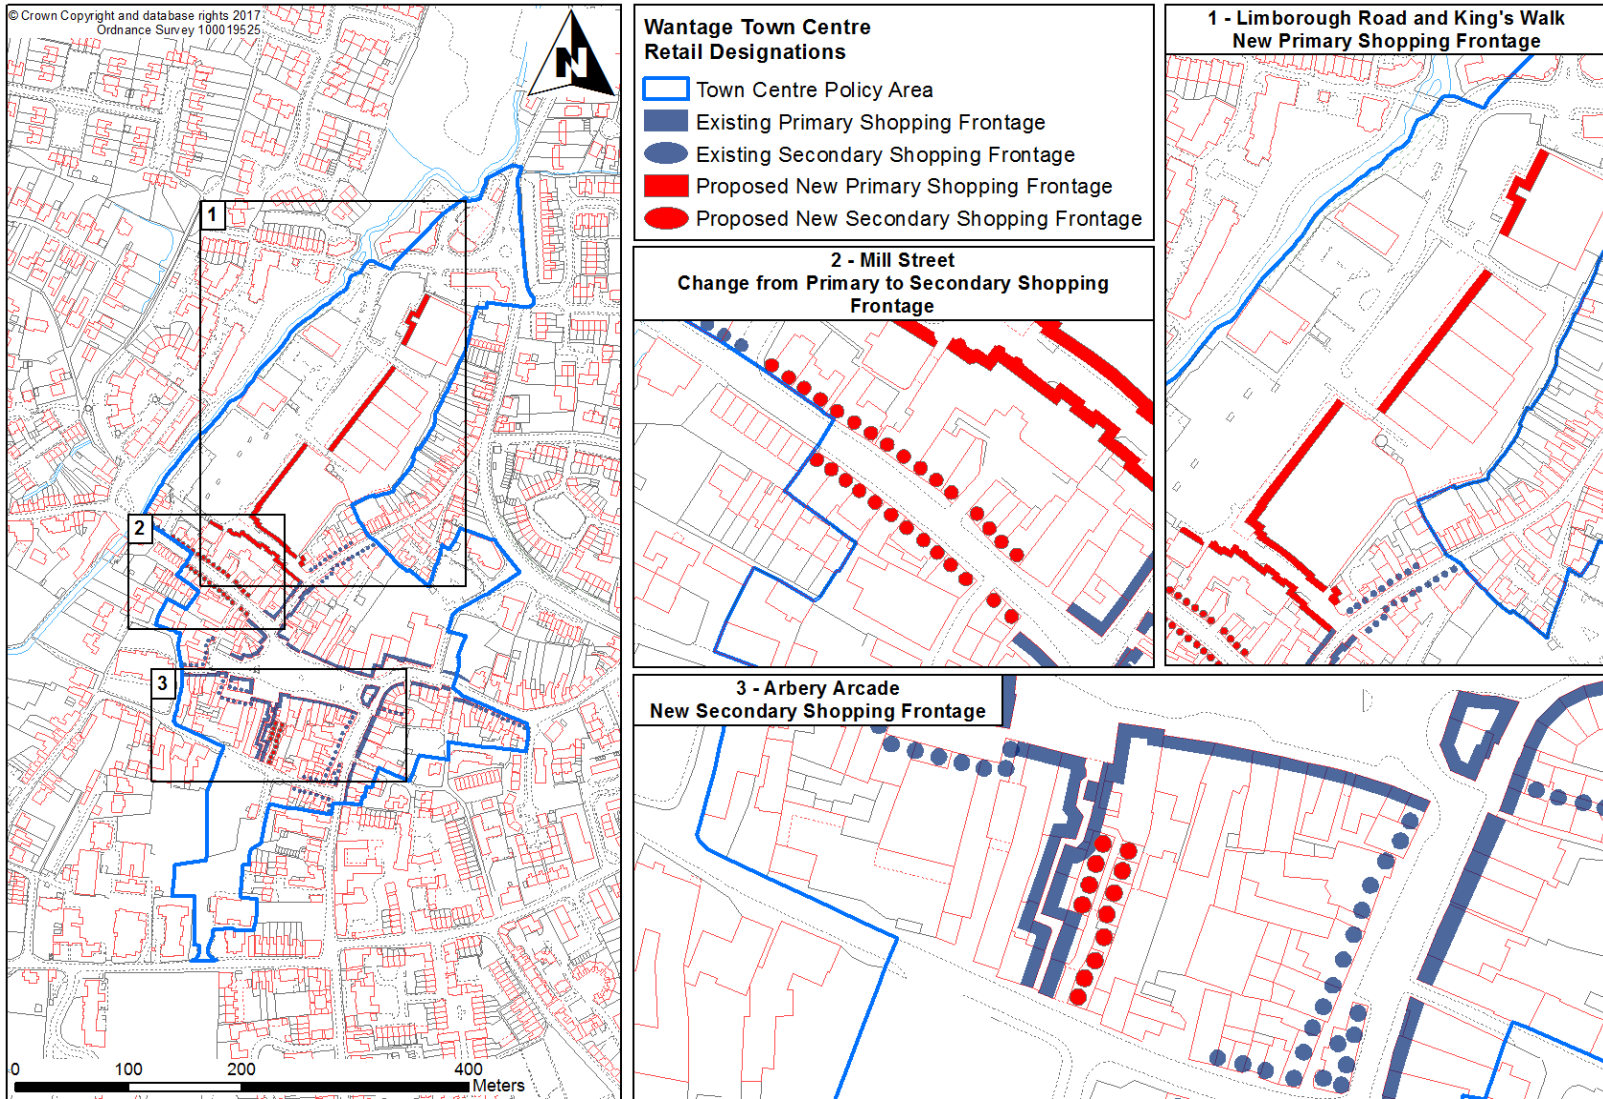 © Crown Copyright and database rights 2017
Ordnance Survey 100019525
N
1
2
3
0 100 200 400 Meters
Wantage Town Centre
Retail Designations
Town Centre Policy Area
Existing Primary Shopping Frontage
Existing Secondary Shopping Frontage
Proposed New Primary Shopping Frontage
Proposed New Secondary Shopping Frontage
1 - Limborough Road and King's Walk
New Primary Shopping Frontage
2 - Mill Street
Change from Primary to Secondary Shopping
Frontage
3 - Arbery Arcade
New Secondary Shopping Frontage